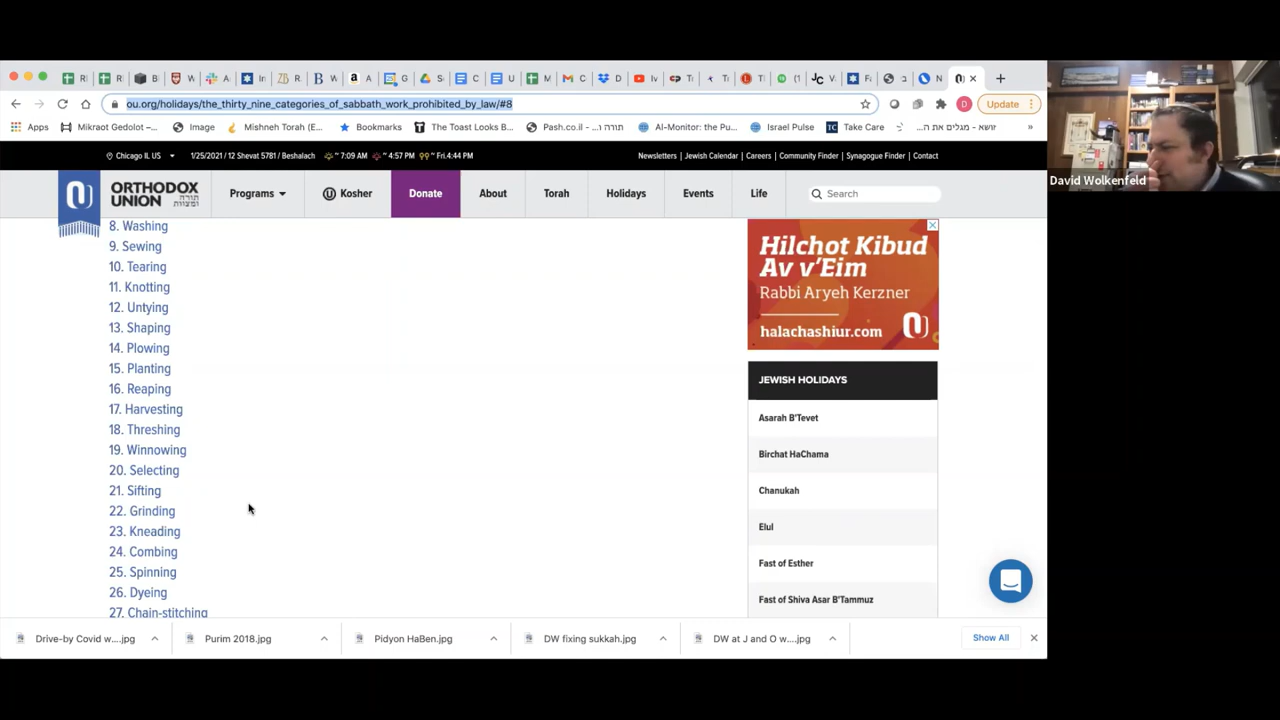 ou.org/holidays/the_thirty_nine_categories_of_sabbath_work_prohibited_by_law/#8
Update
Apps
Mikraot Gedolot –...
Image
Mishneh Torah (E...
Bookmarks
The Toast Looks B...
Pash.co.il – תורה ו...
AI-Monitor: the Pu...
Israel Pulse
Take Care
יוזשא - מגלים את ה...
»
Chicago IL US
1/25/2021 / 12 Shevat 5781 / Beshalach
~ 7:09 AM
~ 4:57 PM
~ Fri.4:44 PM
Newsletters | Jewish Calendar | Careers | Community Finder | Synagogue Finder | Contact
ORTHODOX
UNION
תורה
ומצוות
Programs
Kosher
Donate
About
Torah
Holidays
Events
Life
Search
8. Washing
9. Sewing
10. Tearing
11. Knotting
12. Untying
13. Shaping
14. Plowing
15. Planting
16. Reaping
17. Harvesting
18. Threshing
19. Winnowing
20. Selecting
21. Sifting
22. Grinding
23. Kneading
24. Combing
25. Spinning
26. Dyeing
27. Chain-stitching
Hilchot Kibud
Av v'Eim
Rabbi Aryeh Kerzner
halachashiur.com
JEWISH HOLIDAYS
Asarah B'Tevet
Birchat HaChama
Chanukah
Elul
Fast of Esther
Fast of Shiva Asar B'Tammuz
Drive-by Covid w....jpg
Purim 2018.jpg
Pidyon HaBen.jpg
DW fixing sukkah.jpg
DW at J and O w....jpg
Show All
David Wolkenfeld